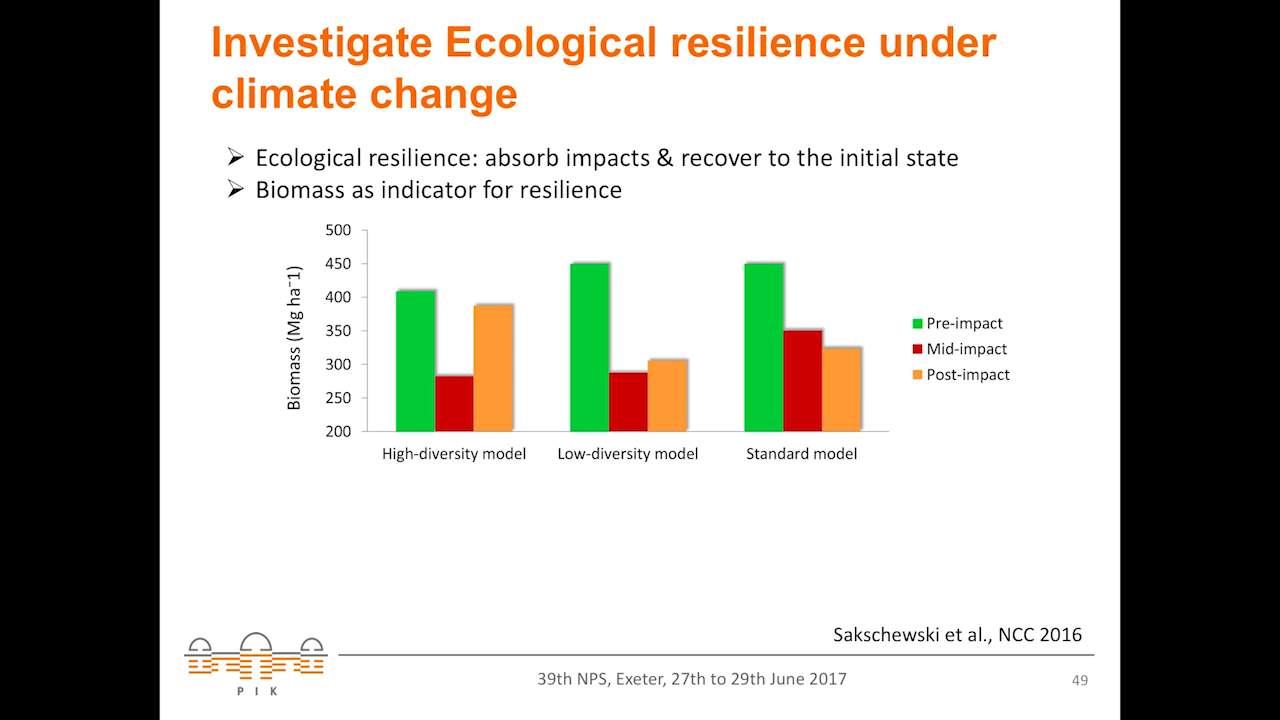 Investigate Ecological resilience under
climate change
➢ Ecological resilience: absorb impacts & recover to the initial state
➢ Biomass as indicator for resilience
Biomass (Mg ha⁻1)
500
450
400
350
300
250
200
High-diversity model
Low-diversity model
Standard model
Pre-impact
Mid-impact
Post-impact
Sakschewski et al., NCC 2016
PIK
39th NPS, Exeter, 27th to 29th June 2017
49